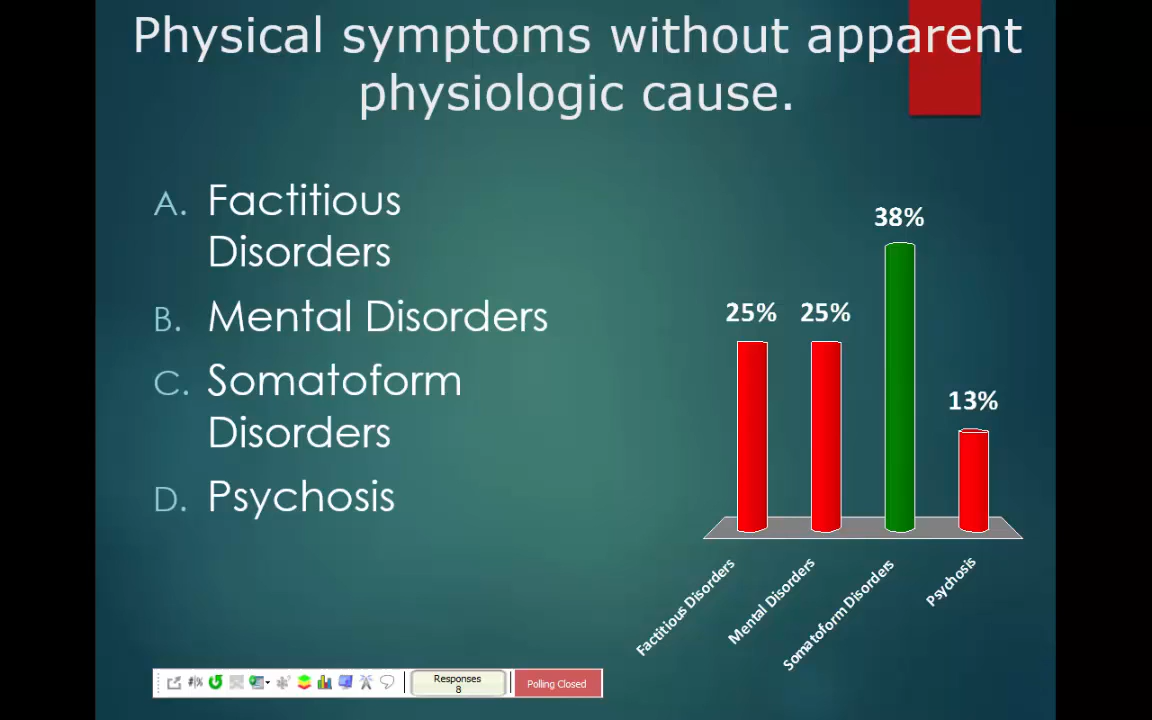 Physical symptoms without apparent
physiologic cause.
A. Factitious
Disorders
B. Mental Disorders
C. Somatoform
Disorders
D. Psychosis
38%
25% 25%
13%
Factitious Disorders
Mental Disorders
Somatoform Disorders
Psychosis
Responses
8
Polling Closed